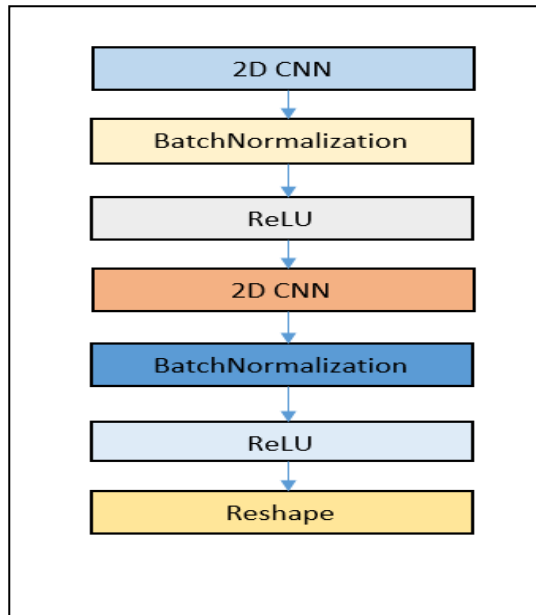 2D CNN
BatchNormalization
ReLU
2D CNN
BatchNormalization
ReLU
Reshape